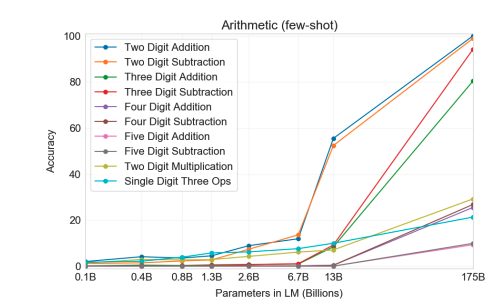 Arithmetic (few-shot)
100
80
60
40
20
0
Accuracy
Two Digit Addition
Two Digit Subtraction
Three Digit Addition
Three Digit Subtraction
Four Digit Addition
Four Digit Subtraction
Five Digit Addition
Five Digit Subtraction
Two Digit Multiplication
Single Digit Three Ops
0.1B 0.4B 0.8B 1.3B 2.6B 6.7B 13B 175B
Parameters in LM (Billions)